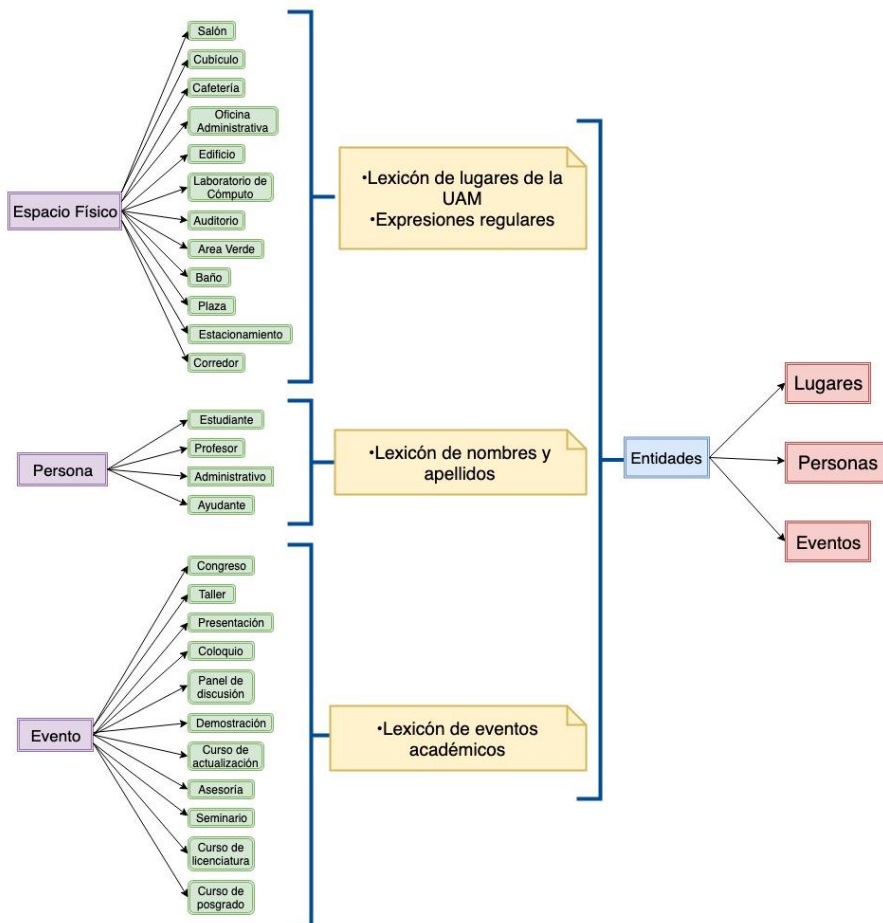 Espacio Físico
Salón
Cubículo
Cafetería
Oficina
Administrativa
Edificio
Laboratorio de
Cómputo
Auditorio
Area Verde
Baño
Plaza
Estacionamiento
Corredor
•Lexicón de lugares de la
UAM
•Expresiones regulares
Persona
Estudiante
Profesor
Administrativo
Ayudante
•Lexicón de nombres y
apellidos
Evento
Congreso
Taller
Presentación
Coloquio
Panel de
discusión
Demostración
Curso de
actualización
Asesoría
Seminario
Curso de
licenciatura
Curso de
posgrado
•Lexicón de eventos
académicos
Entidades
Lugares
Personas
Eventos